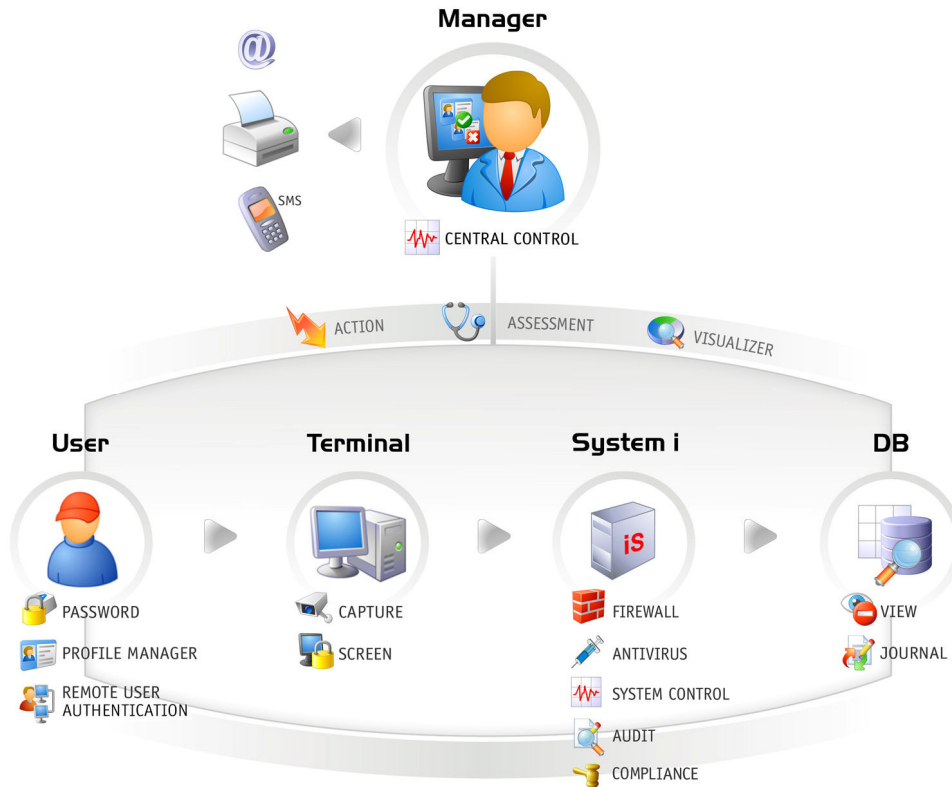 Manager
@
SMS
CENTRAL CONTROL
ACTION
ASSESSMENT
VISUALIZER
User
Terminal
System i
DB
iS
PASSWORD
PROFILE MANAGER
REMOTE USER
AUTHENTICATION
CAPTURE
SCREEN
FIREWALL
ANTIVIRUS
SYSTEM CONTROL
AUDIT
COMPLIANCE
VIEW
JOURNAL